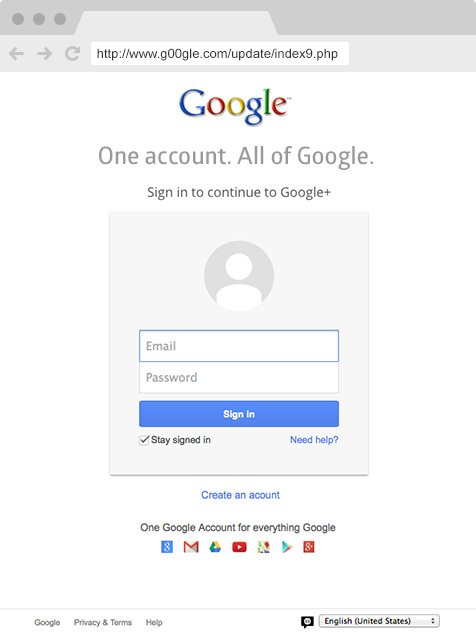 http://www.g00gle.com/update/index9.php
Google™
One account. All of Google.
Sign in to continue to Google+
Email
Password
Sign in
Stay signed in Need help?
Create an acount
One Google Account for everything Google
Google Privacy & Terms Help English (United States)